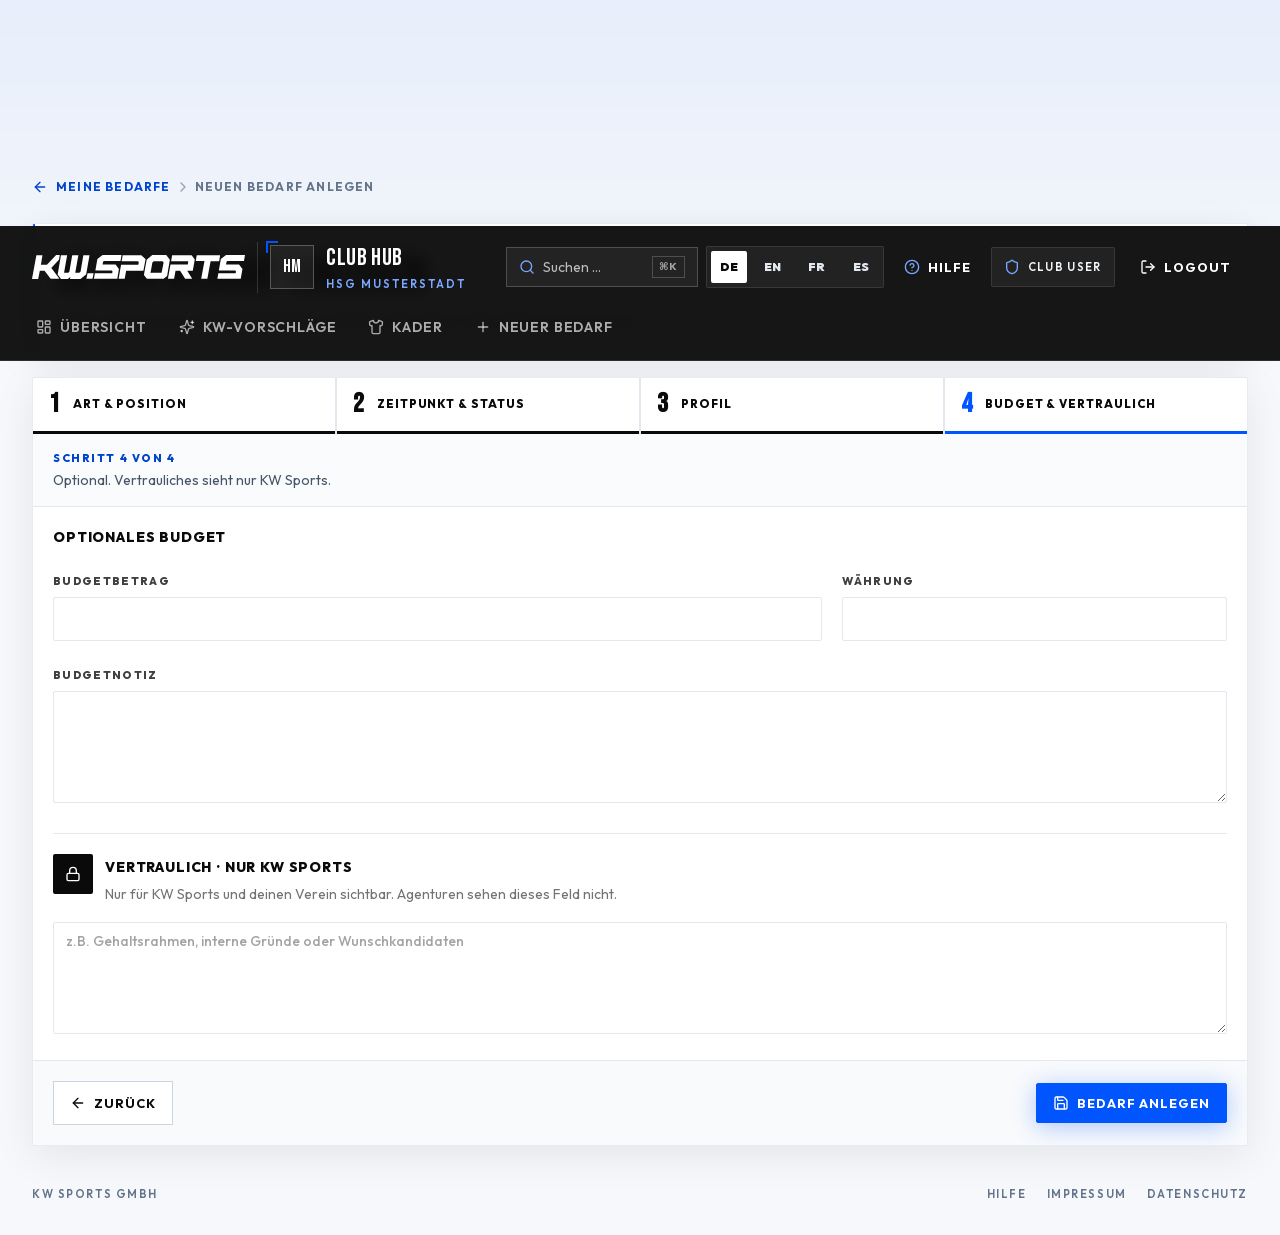 MEINE BEDARFE
NEUEN BEDARF ANLEGEN
KW.SPORTS
HM
CLUB HUB
HSG MUSTERSTADT
Suchen ...
⌘K
DE EN FR ES
HILFE
CLUB USER
LOGOUT
ÜBERSICHT
KW-VORSCHLÄGE
KADER
NEUER BEDARF
1 ART & POSITION
2 ZEITPUNKT & STATUS
3 PROFIL
4 BUDGET & VERTRAULICH
SCHRITT 4 VON 4
Optional. Vertrauliches sieht nur KW Sports.
OPTIONALES BUDGET
BUDGETBETRAG
WÄHRUNG
BUDGETNOTIZ
VERTRAULICH · NUR KW SPORTS
Nur für KW Sports und deinen Verein sichtbar. Agenturen sehen dieses Feld nicht.
z.B. Gehaltsrahmen, interne Gründe oder Wunschkandidaten
ZURÜCK
BEDARF ANLEGEN
KW SPORTS GMBH
HILFE
IMPRESSUM
DATENSCHUTZ